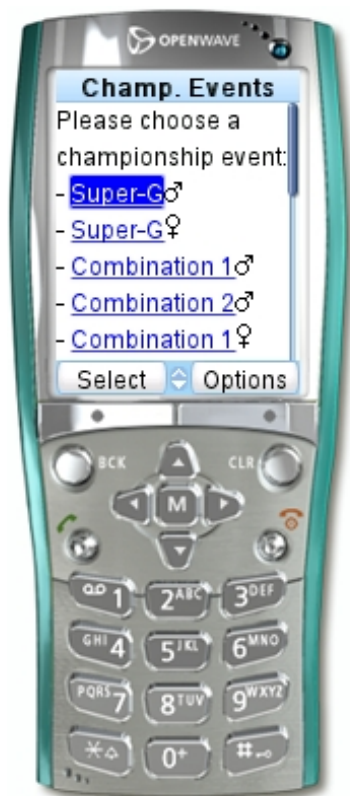 OPENWAVE
Champ. Events
Please choose a
championship event:
- Super-G♂
- Super-G♀
- Combination 1♂
- Combination 2♂
- Combination 1♀
Select Options
BCK CLR
M
1 2ABC 3DEF
GHI4 5JKL 6MNO
PQRS7 8TUV 9WXYZ
* 0+ #